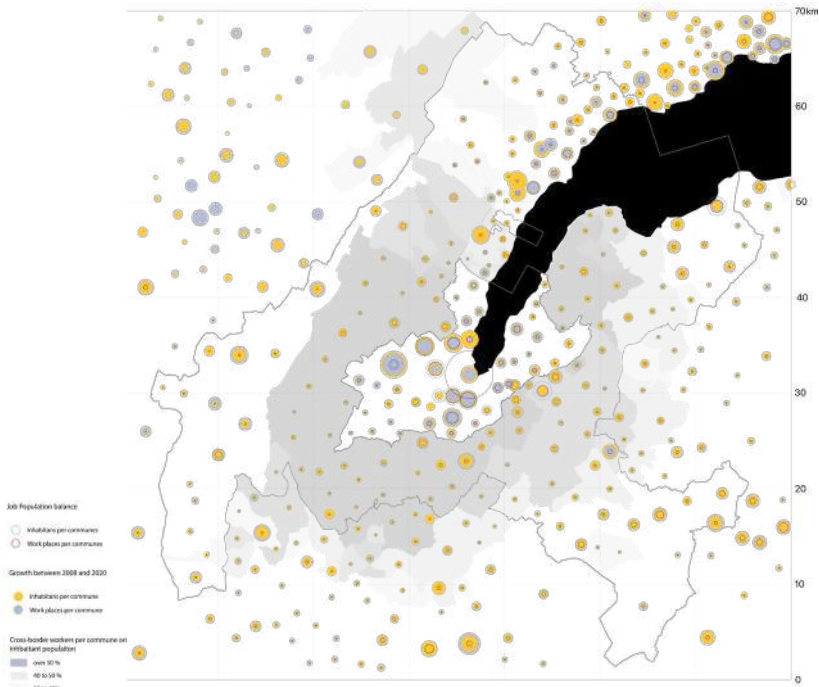 70km
60
50
40
30
20
10
0
Job Population balance
Inhabitans per communes
Work places per communes
Growth between 2008 and 2020
Inhabitans per commune
Work places per commune
Cross-border workers per commune on
inhabitant population
over 50 %
40 to 50 %